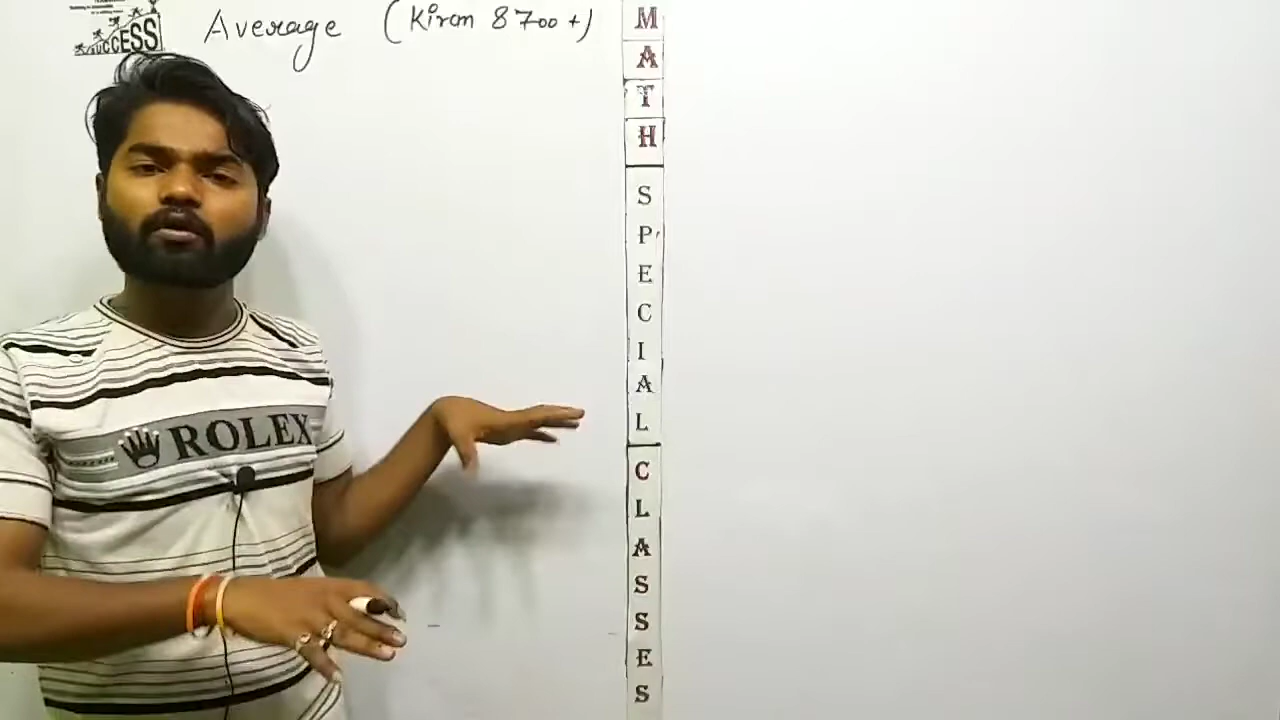 SUCCESS
Average (Kiran 8700+)
MATH
SPECIAL
CLASSES
ROLEX